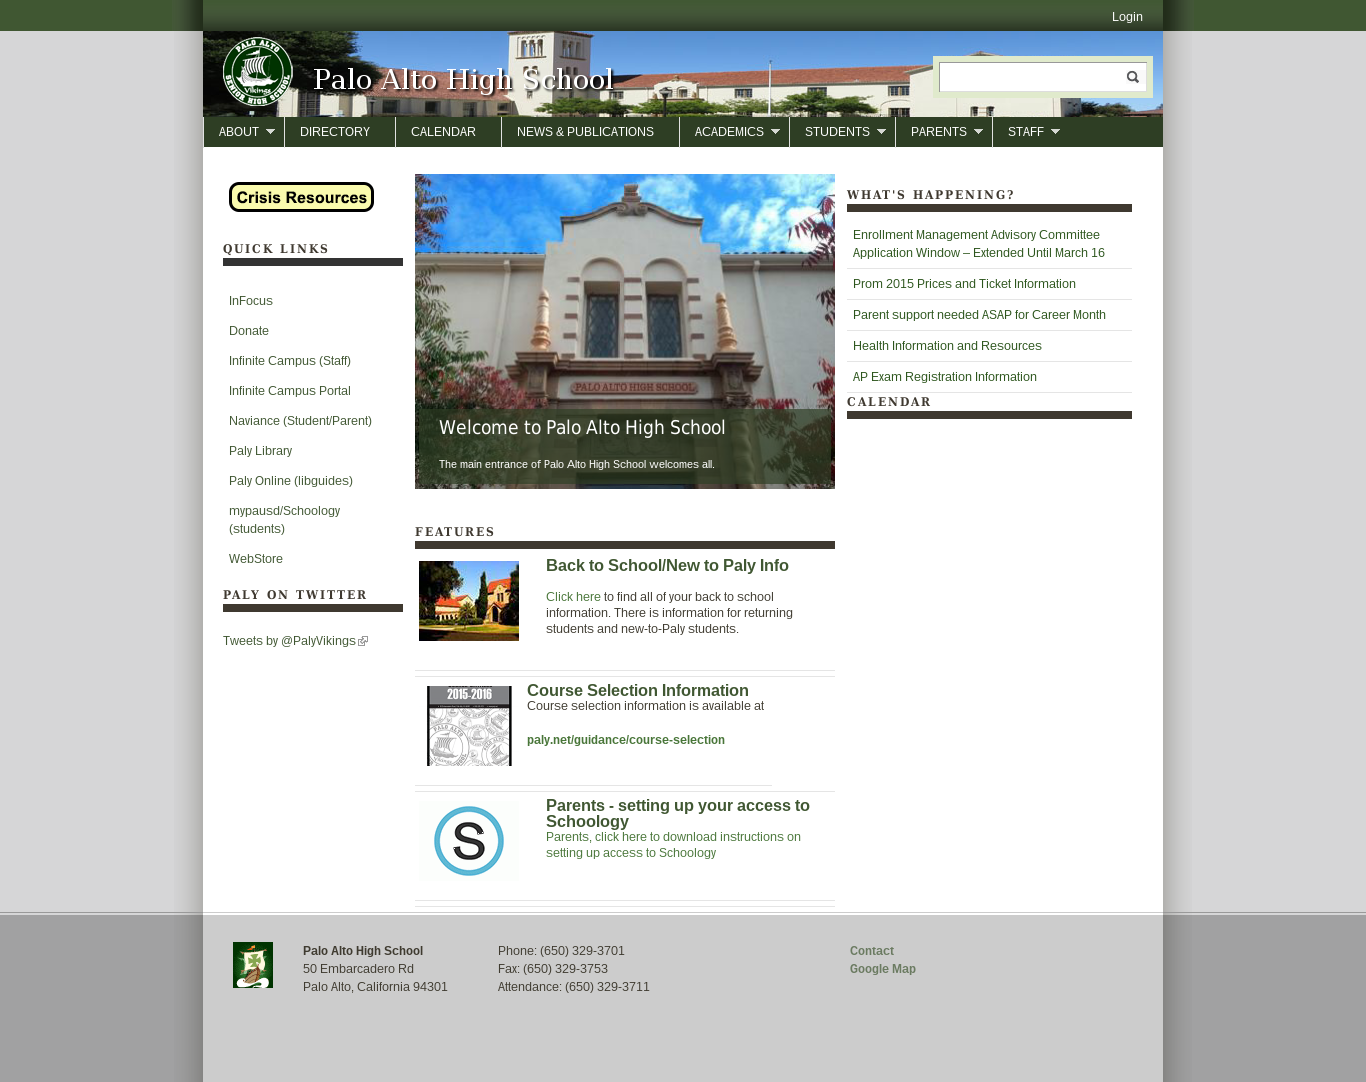 Login
PALO ALTO
Vikings
SENIOR HIGH SCHOOL
Palo Alto High School
ABOUT
DIRECTORY
CALENDAR
NEWS & PUBLICATIONS
ACADEMICS
STUDENTS
PARENTS
STAFF
Crisis Resources
QUICK LINKS
InFocus
Donate
Infinite Campus (Staff)
Infinite Campus Portal
Naviance (Student/Parent)
Paly Library
Paly Online (libguides)
mypausd/Schoology
(students)
WebStore
PALY ON TWITTER
Tweets by @PalyVikings
PALO ALTO HIGH SCHOOL
Welcome to Palo Alto High School
The main entrance of Palo Alto High School welcomes all.
FEATURES
Back to School/New to Paly Info
Click here to find all of your back to school
information. There is information for returning
students and new-to-Paly students.
2015-2016
Course Selection Information
Course selection information is available at
paly.net/guidance/course-selection
S
Parents - setting up your access to
Schoology
Parents, click here to download instructions on
setting up access to Schoology
WHAT'S HAPPENING?
Enrollment Management Advisory Committee
Application Window – Extended Until March 16
Prom 2015 Prices and Ticket Information
Parent support needed ASAP for Career Month
Health Information and Resources
AP Exam Registration Information
CALENDAR
Palo Alto High School
50 Embarcadero Rd
Palo Alto, California 94301
Phone: (650) 329-3701
Fax: (650) 329-3753
Attendance: (650) 329-3711
Contact
Google Map